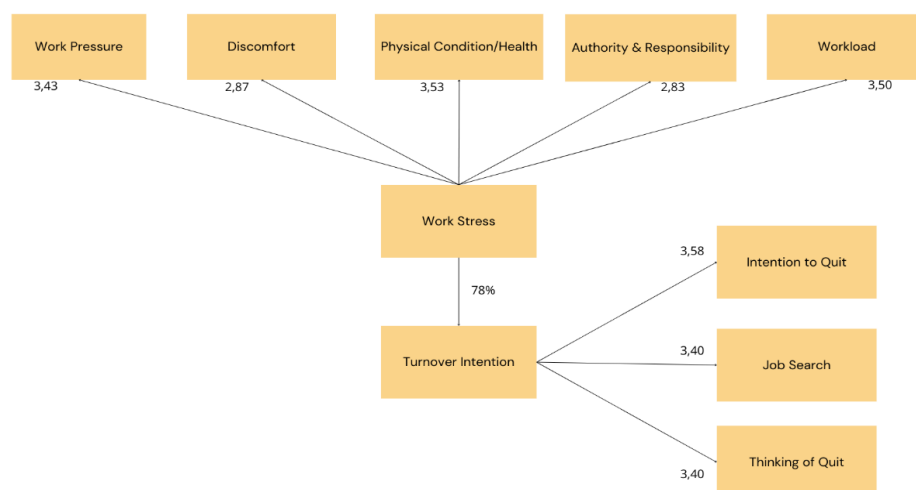 Work Pressure
Discomfort
Physical Condition/Health
Authority & Responsibility
Workload
3,43
2,87
3,53
2,83
3,50
Work Stress
78%
Turnover Intention
3,58
Intention to Quit
3,40
Job Search
3,40
Thinking of Quit